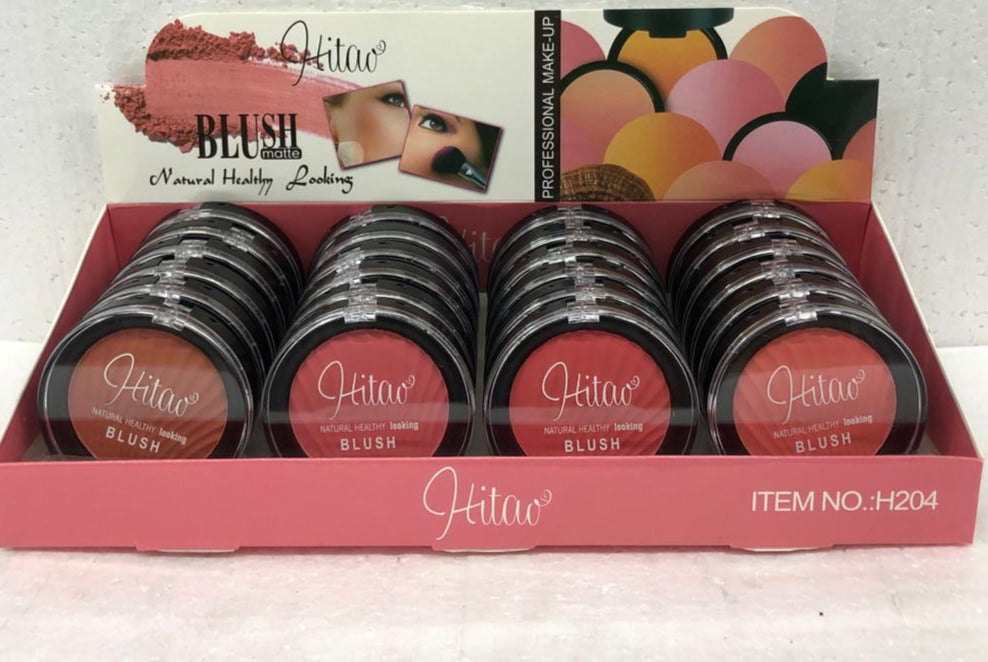 Hitao
BLUSH
matte
Natural Healthy Looking
PROFESSIONAL MAKE-UP
Hitao
NATURAL HEALTHY looking
BLUSH
Hitao
NATURAL HEALTHY looking
BLUSH
Hitao
NATURAL HEALTHY looking
BLUSH
Hitao
NATURAL HEALTHY looking
BLUSH
Hitao
ITEM NO.:H204